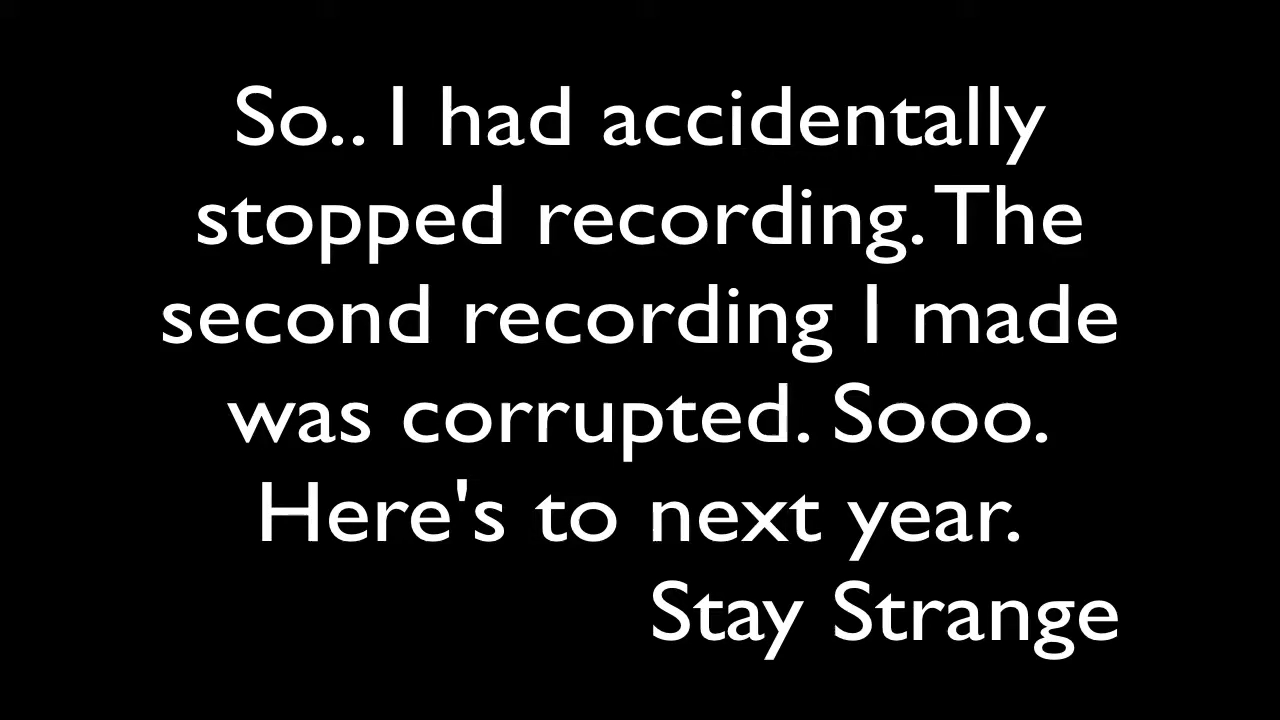 So.. I had accidentally
stopped recording. The
second recording I made
was corrupted. Sooo.
Here's to next year.
Stay Strange